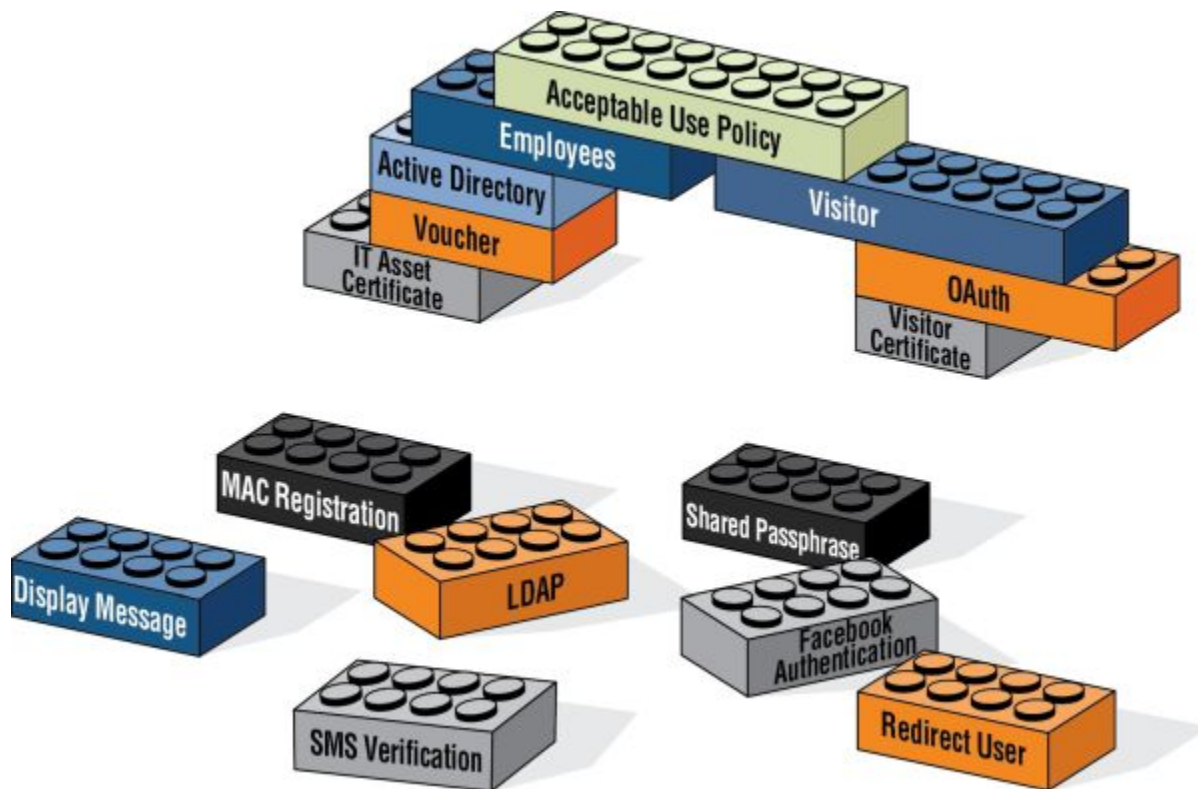 Acceptable Use Policy
Employees
Active Directory
Visitor
Voucher
IT Asset
Certificate
OAuth
Visitor
Certificate
MAC Registration
Shared Passphrase
Display Message
LDAP
Facebook
Authentication
SMS Verification
Redirect User